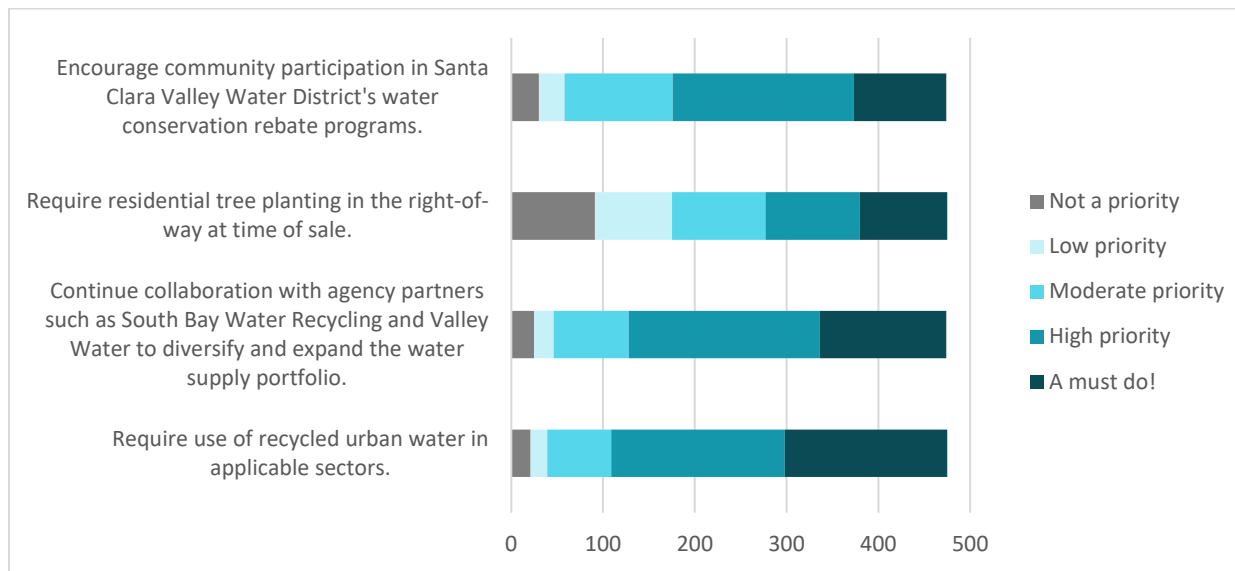 Encourage community participation in Santa
Clara Valley Water District's water
conservation rebate programs.
Require residential tree planting in the right-of-
way at time of sale.
Continue collaboration with agency partners
such as South Bay Water Recycling and Valley
Water to diversify and expand the water
supply portfolio.
Require use of recycled urban water in
applicable sectors.
0 100 200 300 400 500
Not a priority
Low priority
Moderate priority
High priority
A must do!